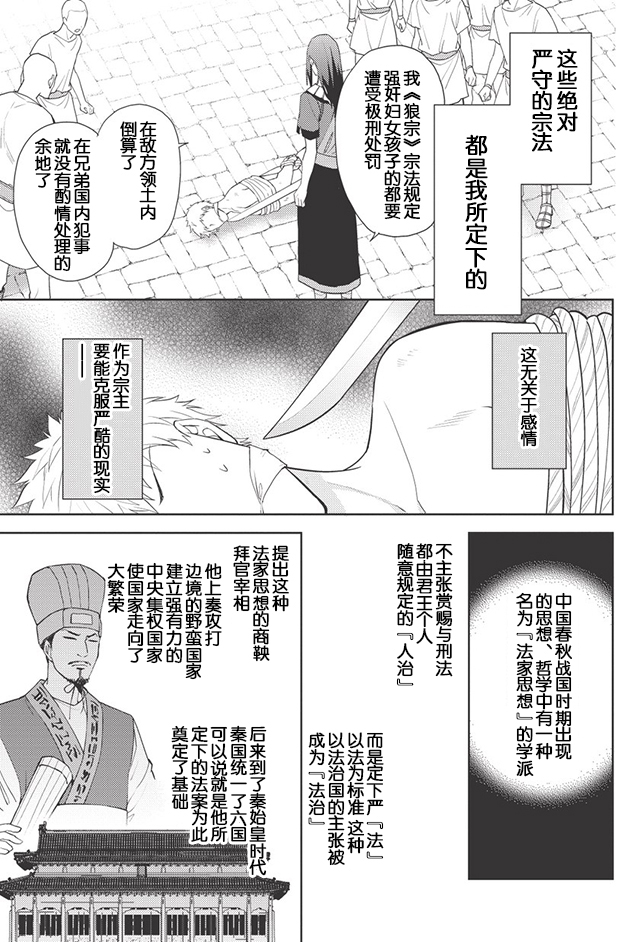 这些绝对
严守的宗法
都是我所定下的
我《狼宗》宗法规定
强奸妇女孩子的都要
遭受极刑处罚
在敌方领土内
倒算了
在兄弟国内犯事
就没有酌情处理的
余地了
这无关于感情
作为宗主
要能克服严酷的现实
——
中国春秋战国时期出现
的思想、哲学中有一种
名为『法家思想』的学派
不主张赏赐与刑法
都由君王个人
随意规定的『人治』
而是定下严『法』
以法为标准 这种
以法治国的主张被
成为『法治』
提出这种
法家思想的商鞅
拜官宰相
他上奏攻打
边境的野蛮国家
建立强有力的
中央集权国家
使国家走向了
大繁荣
后来到了秦始皇时代
秦国统一了六国
可以说就是他所
定下的法案为此
奠定了基础